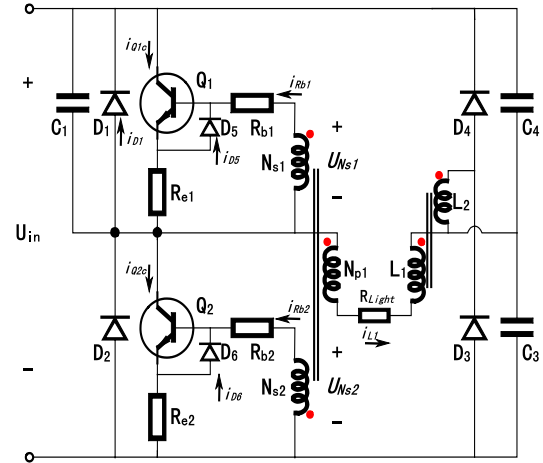 iQ1c
Q1
iRb1
+
C1
D1
iD1
D5
iD5
Rb1
+
D4
C4
Ns1
UNs1
-
Re1
L2
Uin
iQ2c
Np1
L1
Q2
iRb2
RLight
iL1
D2
D6
iD6
Rb2
+
D3
C3
-
Ns2
UNs2
Re2
-